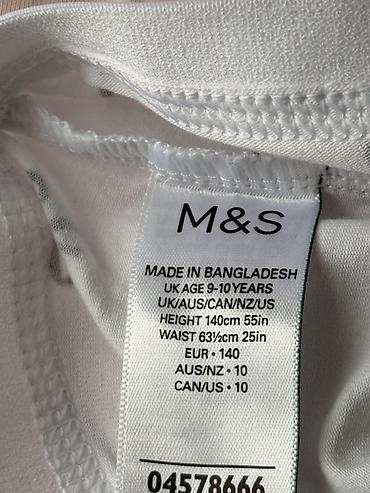 M&S
MADE IN BANGLADESH
UK AGE 9-10 YEARS
UK/AUS/CAN/NZ/US
HEIGHT 140cm 55in
WAIST 63½cm 25in
EUR • 140
AUS/NZ • 10
CAN/US • 10
04578666